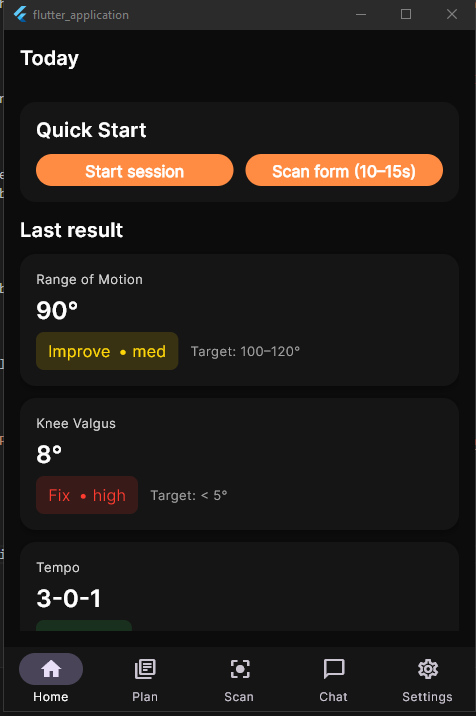 flutter_application
Today
Quick Start
Start session
Scan form (10–15s)
Last result
Range of Motion
90°
Improve • med
Target: 100–120°
Knee Valgus
8°
Fix • high
Target: < 5°
Tempo
3-0-1
Home
Plan
Scan
Chat
Settings